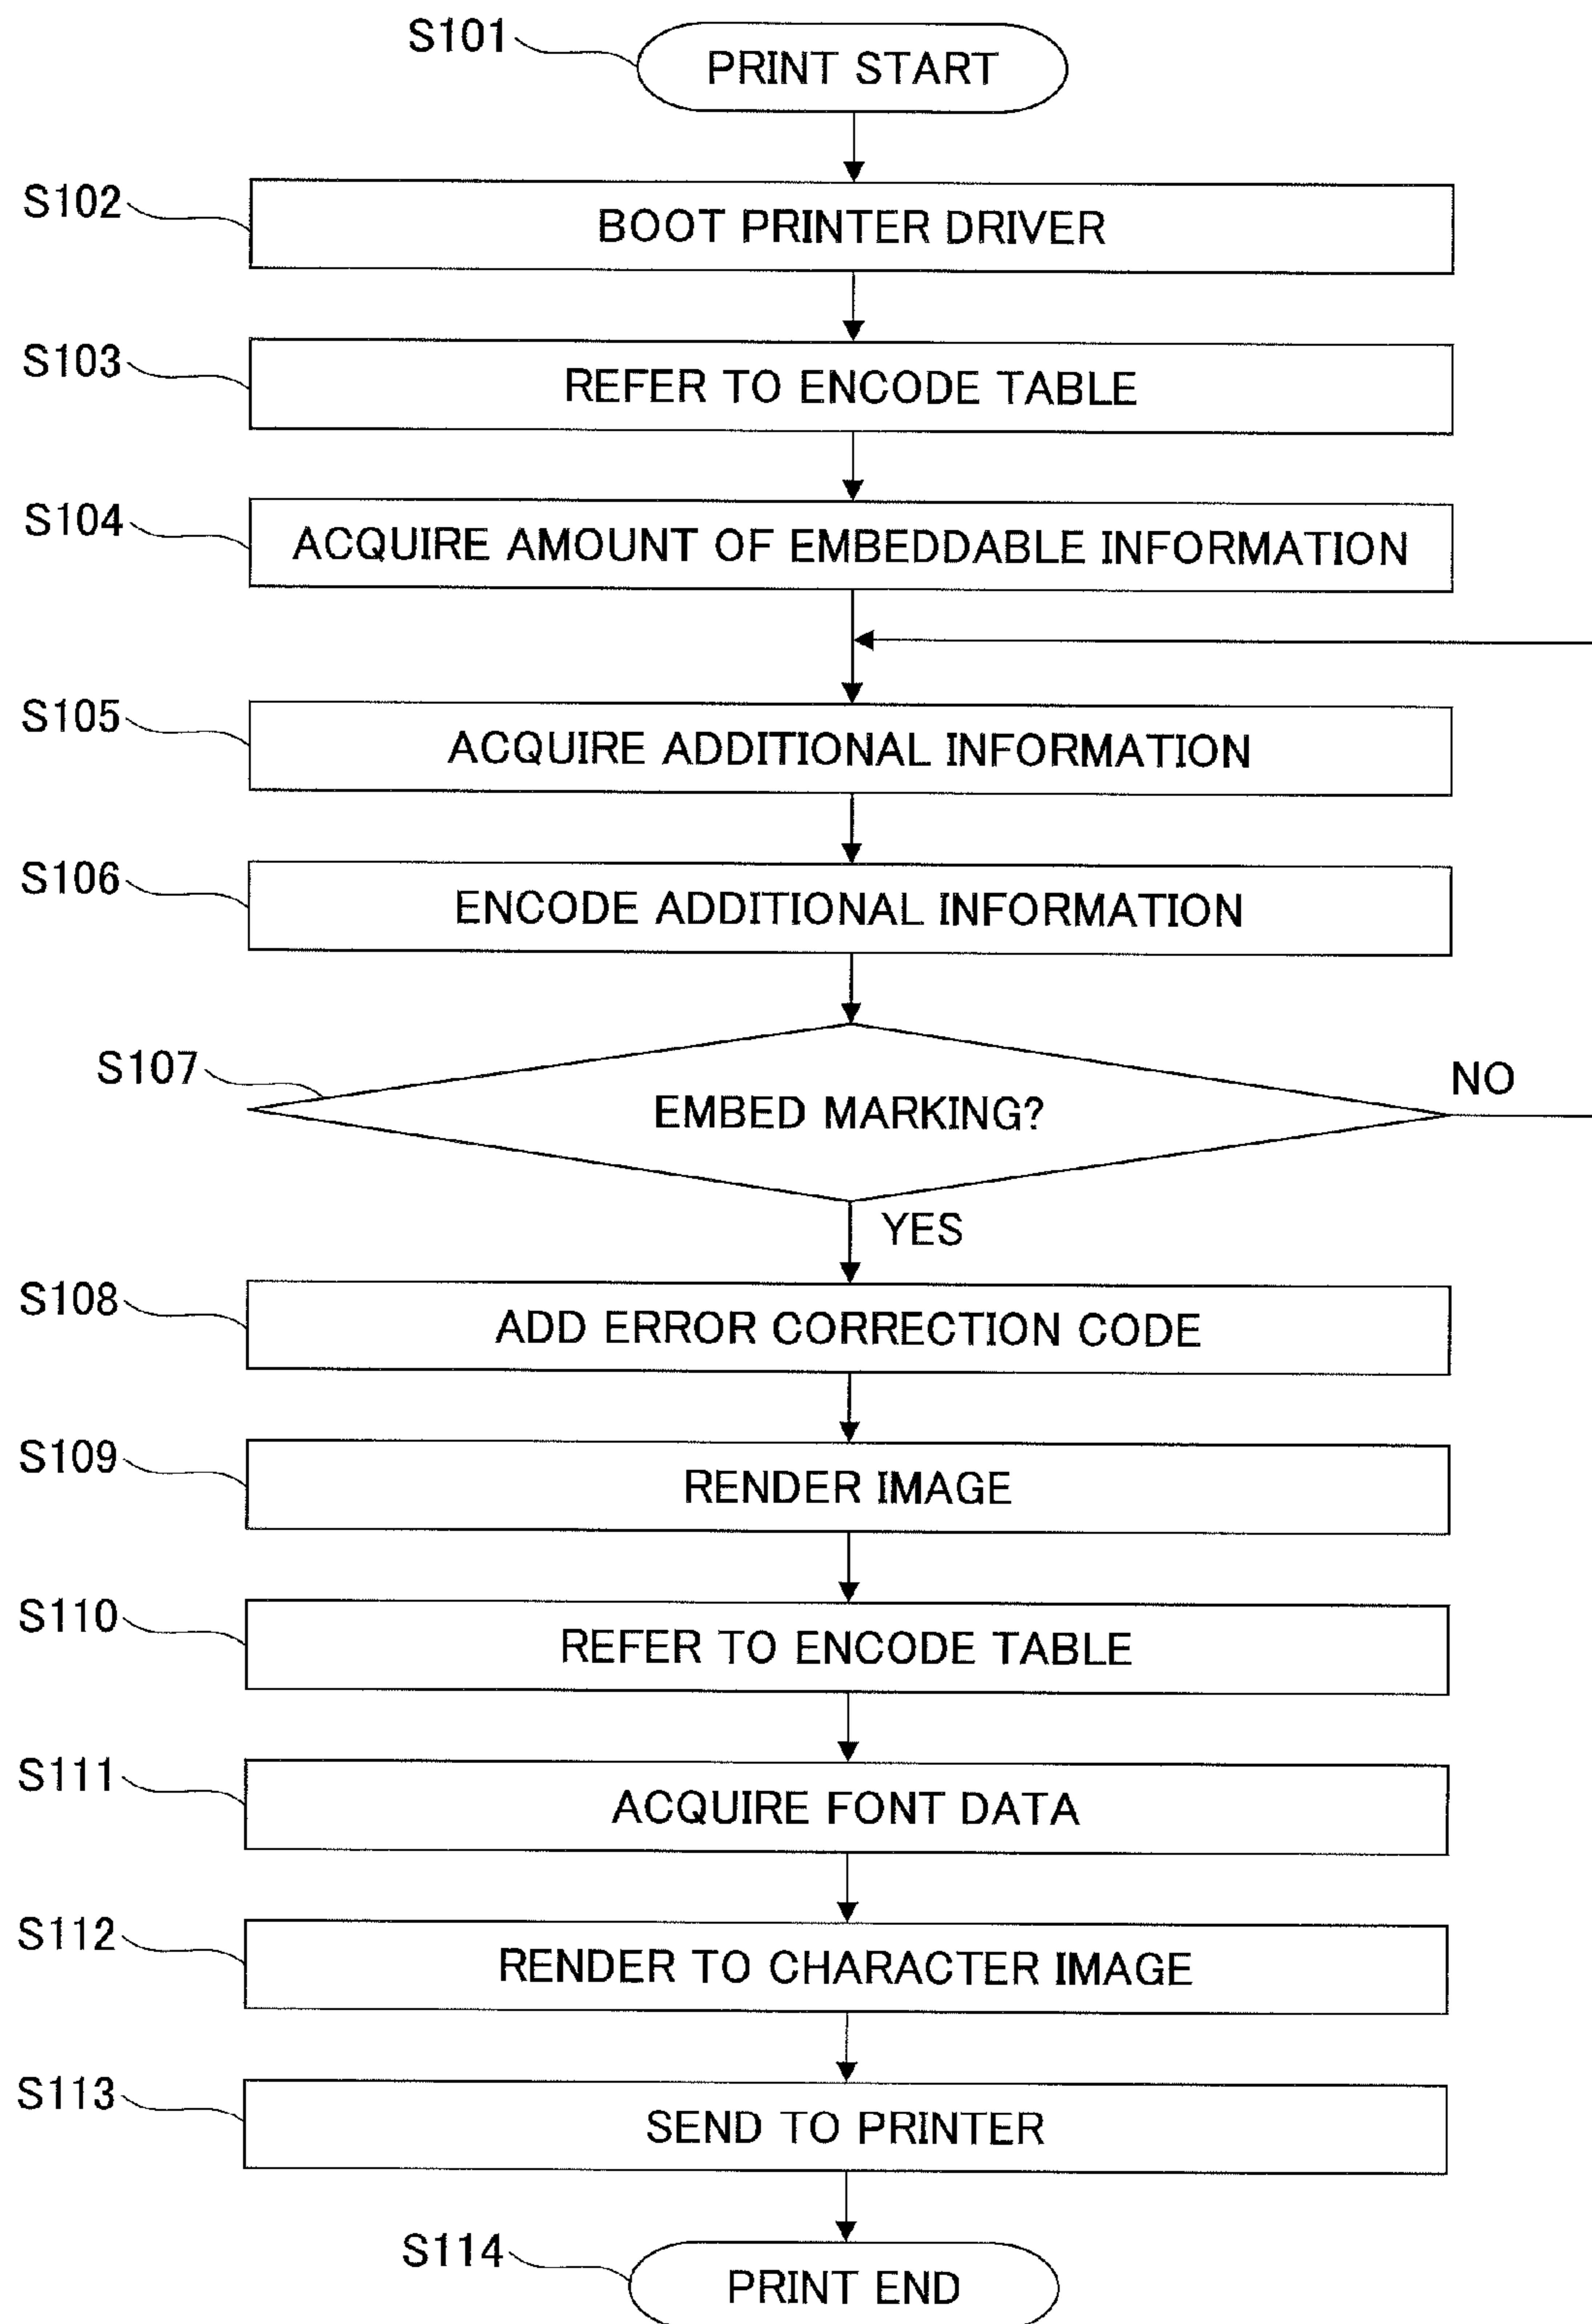 S101
PRINT START
S102
BOOT PRINTER DRIVER
S103
REFER TO ENCODE TABLE
S104
ACQUIRE AMOUNT OF EMBEDDABLE INFORMATION
S105
ACQUIRE ADDITIONAL INFORMATION
S106
ENCODE ADDITIONAL INFORMATION
S107
EMBED MARKING?
NO
YES
S108
ADD ERROR CORRECTION CODE
S109
RENDER IMAGE
S110
REFER TO ENCODE TABLE
S111
ACQUIRE FONT DATA
S112
RENDER TO CHARACTER IMAGE
S113
SEND TO PRINTER
S114
PRINT END